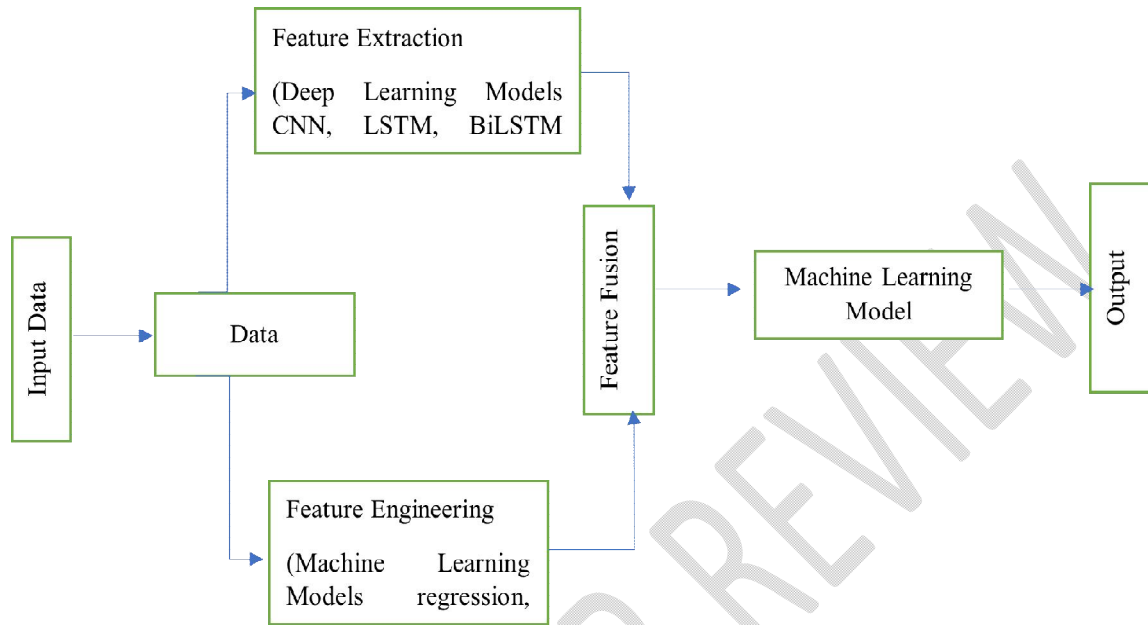 Feature Extraction
(Deep Learning Models
CNN, LSTM, BiLSTM
Input Data
Data
Feature Fusion
Machine Learning
Model
Output
Feature Engineering
(Machine Learning
Models regression,
REVIEW